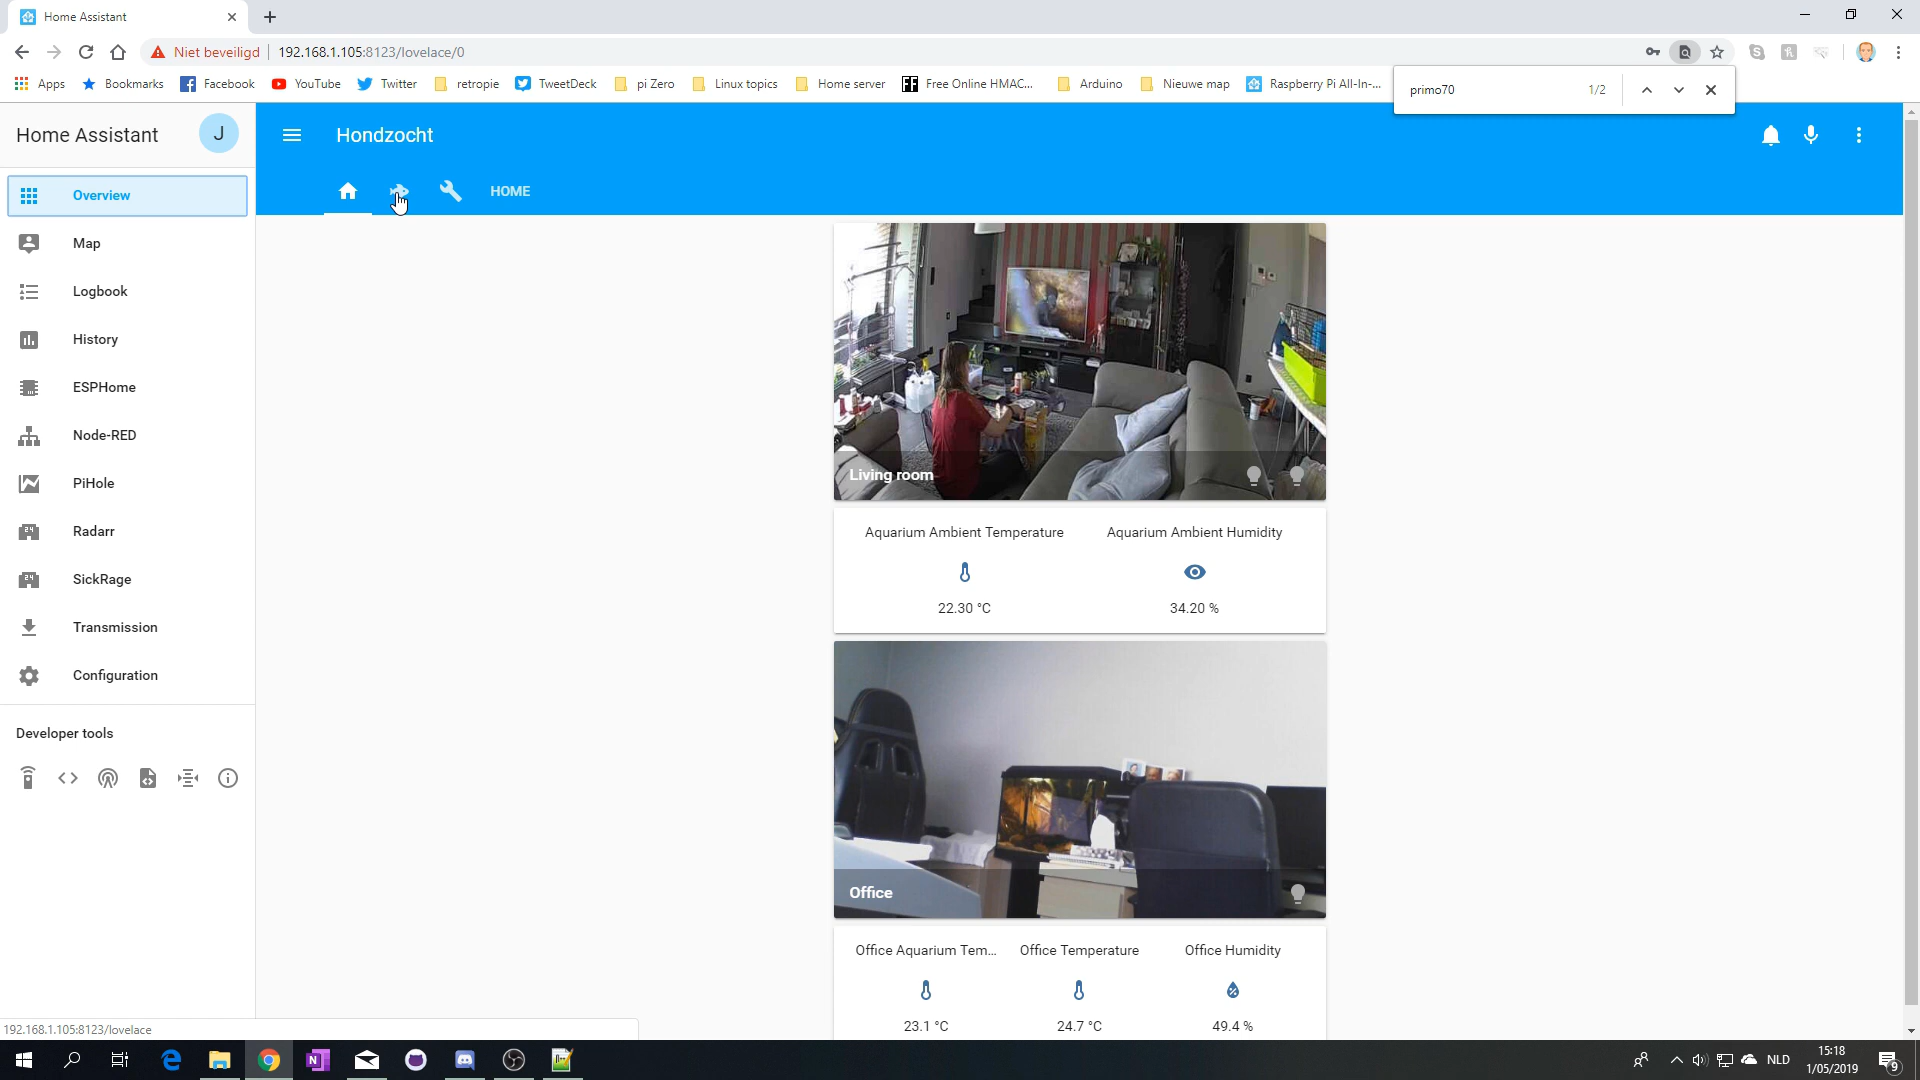 Home Assistant
Niet beveiligd 192.168.1.105:8123/lovelace/0
Apps Bookmarks Facebook YouTube Twitter retropie TweetDeck pi Zero Linux topics Home server Free Online HMAC... Arduino Nieuwe map Raspberry Pi All-In-...
primo70 1/2
Home Assistant J
Hondzocht
HOME
Overview
Map
Logbook
History
ESPHome
Node-RED
PiHole
Radarr
SickRage
Transmission
Configuration
Developer tools
Living room
Aquarium Ambient Temperature Aquarium Ambient Humidity
22.30 °C 34.20 %
Office
Office Aquarium Tem... Office Temperature Office Humidity
23.1 °C 24.7 °C 49.4 %
192.168.1.105:8123/lovelace
NLD 15:18
1/05/2019 9